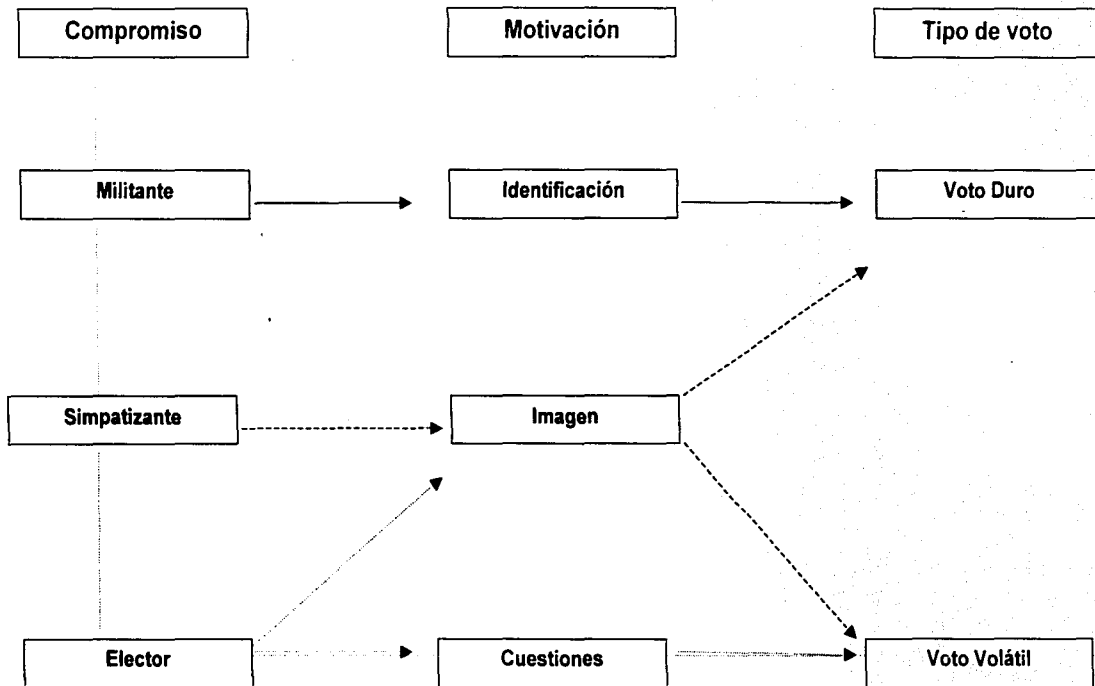 Compromiso
Motivación
Tipo de voto
Militante
Identificación
Voto Duro
Simpatizante
Imagen
Elector
Cuestiones
Voto Volátil